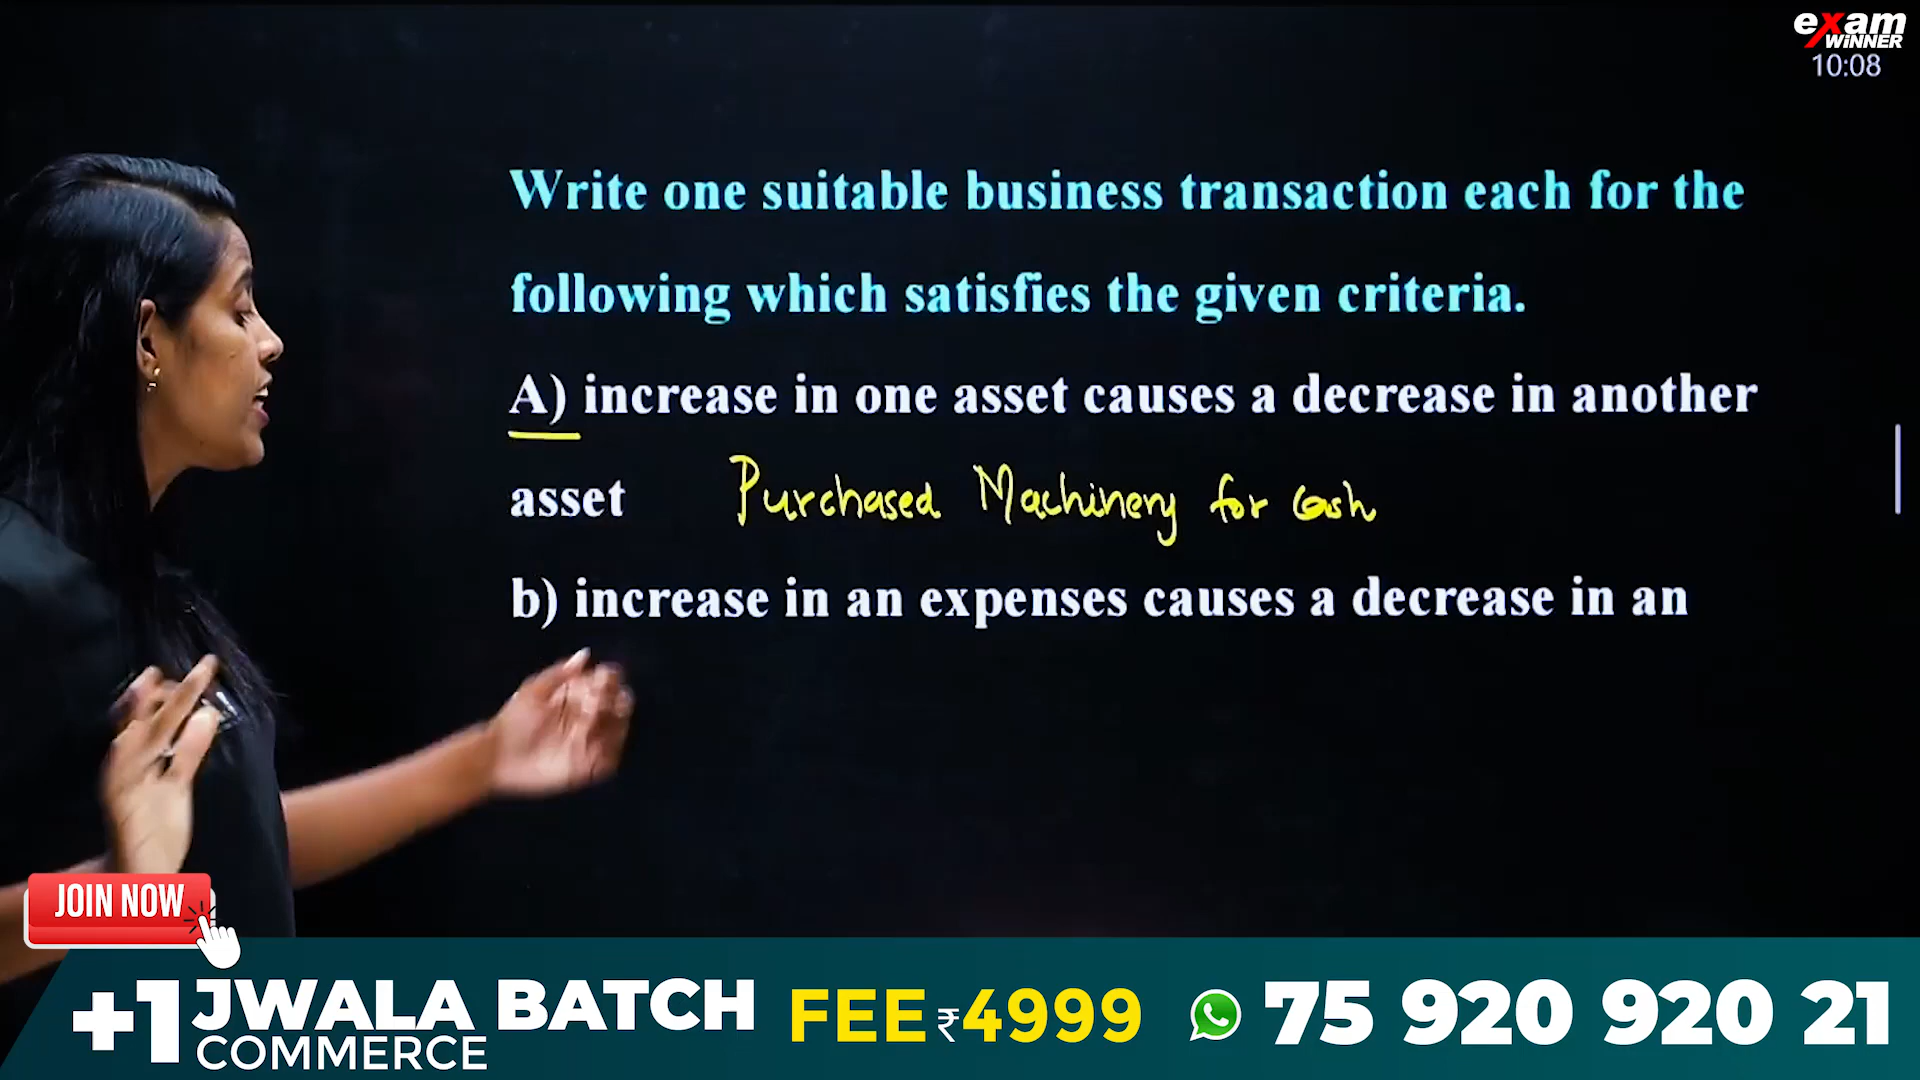 exam
WINNER
10:08
Write one suitable business transaction each for the
following which satisfies the given criteria.
A) increase in one asset causes a decrease in another
asset Purchased Machinery for Cash
b) increase in an expenses causes a decrease in an
JOIN NOW
+1 JWALA BATCH
COMMERCE
FEE ₹4999
75 920 920 21